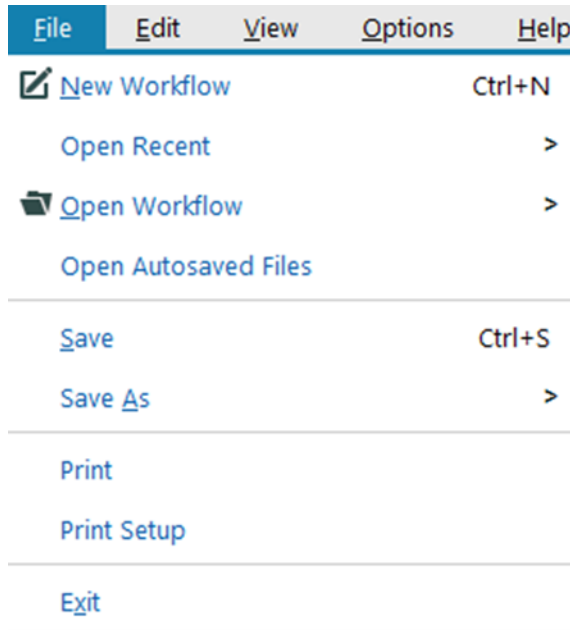 File Edit View Options Help
New Workflow Ctrl+N
Open Recent >
Open Workflow >
Open Autosaved Files
Save Ctrl+S
Save As >
Print
Print Setup
Exit